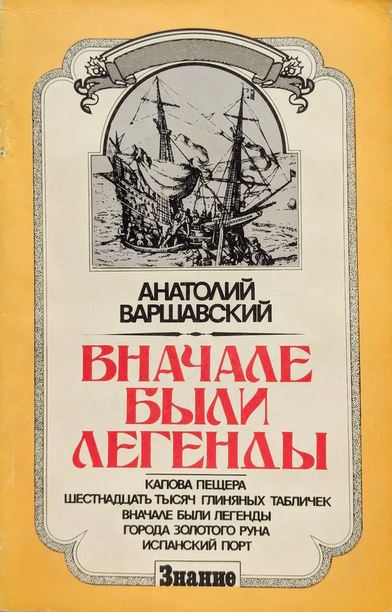 АНАТОЛИЙ
ВАРШАВСКИЙ
ВНАЧАЛЕ
БЫЛИ
ЛЕГЕНДЫ
КАПОВА ПЕЩЕРА
ШЕСТНАДЦАТЬ ТЫСЯЧ ГЛИНЯНЫХ ТАБЛИЧЕК
ВНАЧАЛЕ БЫЛИ ЛЕГЕНДЫ
ГОРОДА ЗОЛОТОГО РУНА
ИСПАНСКИЙ ПОРТ
Знание